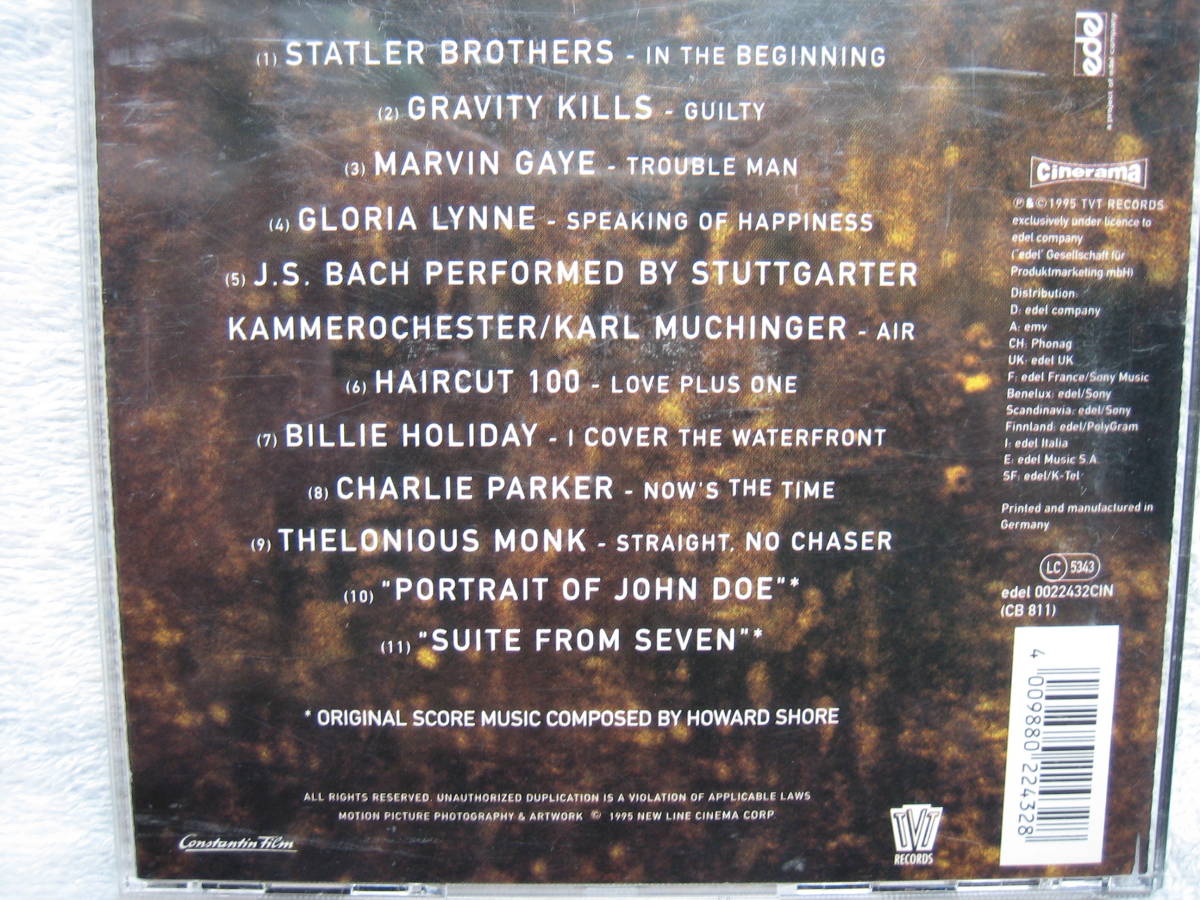 (1) STATLER BROTHERS - IN THE BEGINNING
(2) GRAVITY KILLS - GUILTY
(3) MARVIN GAYE - TROUBLE MAN
(4) GLORIA LYNNE - SPEAKING OF HAPPINESS
(5) J.S. BACH PERFORMED BY STUTTGARTER
KAMMEROCHESTER/KARL MUCHINGER - AIR
(6) HAIRCUT 100 - LOVE PLUS ONE
(7) BILLIE HOLIDAY - I COVER THE WATERFRONT
(8) CHARLIE PARKER - NOW'S THE TIME
(9) THELONIOUS MONK - STRAIGHT, NO CHASER
(10) "PORTRAIT OF JOHN DOE"*
(11) "SUITE FROM SEVEN"*
* ORIGINAL SCORE MUSIC COMPOSED BY HOWARD SHORE
ALL RIGHTS RESERVED. UNAUTHORIZED DUPLICATION IS A VIOLATION OF APPLICABLE LAWS
MOTION PICTURE PHOTOGRAPHY & ARTWORK © 1995 NEW LINE CINEMA CORP.
Constantin Film
TVT
RECORDS
edel
a project of edel company
cinerama
℗&©1995 TVT RECORDS
exclusively under licence to
edel company
("edel" Gesellschaft für
Produktmarketing mbH)
Distribution:
D: edel company
A: emv
CH: Phonag
UK: edel UK
F: edel France/Sony Music
Benelux: edel/Sony
Scandinavia: edel/Sony
Finnland: edel/PolyGram
I: edel Italia
E: edel Music S.A.
SF: edel/K-Tel
Printed and manufactured in
Germany
LC 5343
edel 0022432CIN
(CB 811)
4 009880 224328